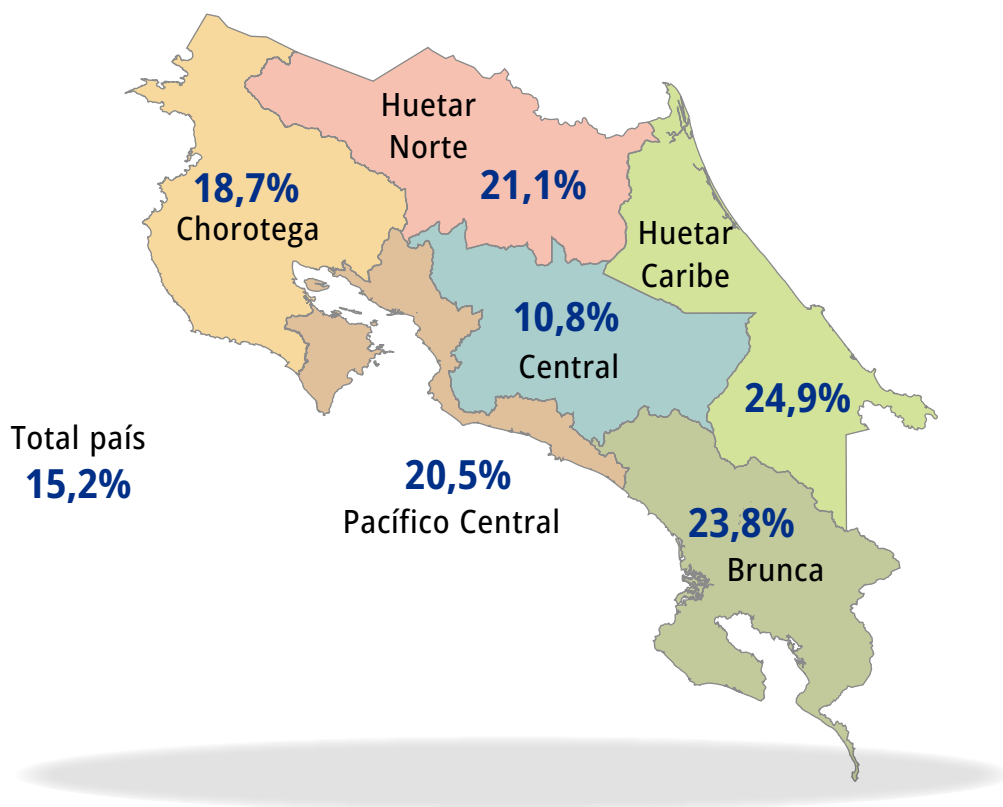 Huetar
Norte
21,1%
18,7%
Chorotega
Huetar
Caribe
24,9%
10,8%
Central
Total país
15,2%
20,5%
Pacífico Central
23,8%
Brunca